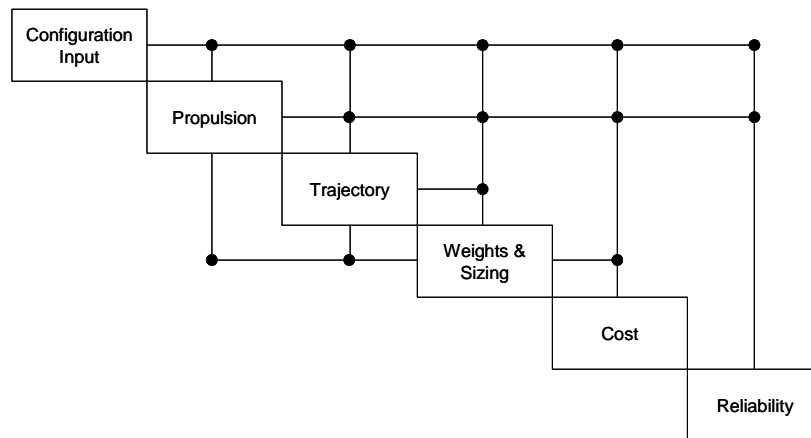 Configuration
Input
Propulsion
Trajectory
Weights &
Sizing
Cost
Reliability